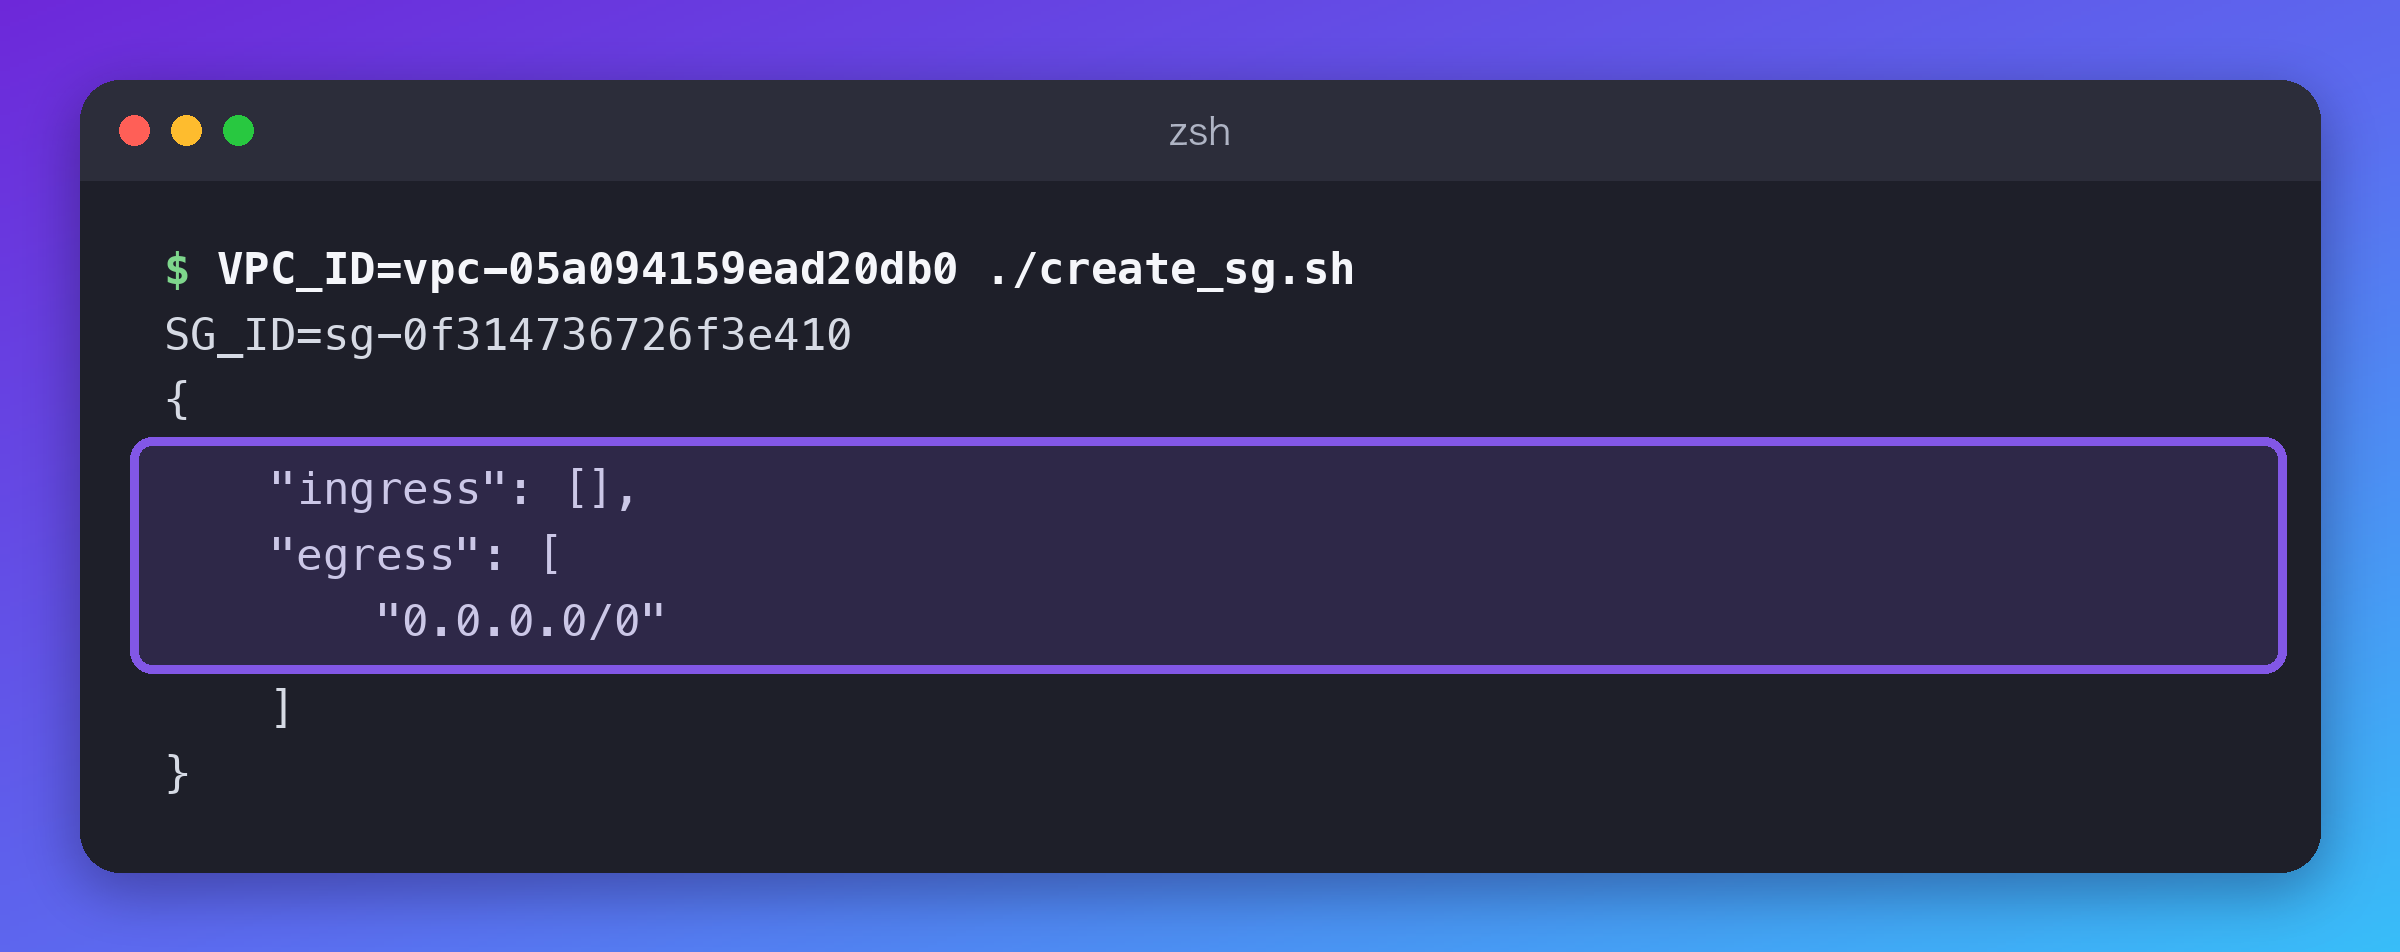 zsh
$ VPC_ID=vpc-05a094159ead20db0 ./create_sg.sh
SG_ID=sg-0f314736726f3e410
{
    "ingress": [],
    "egress": [
        "0.0.0.0/0"
    ]
}